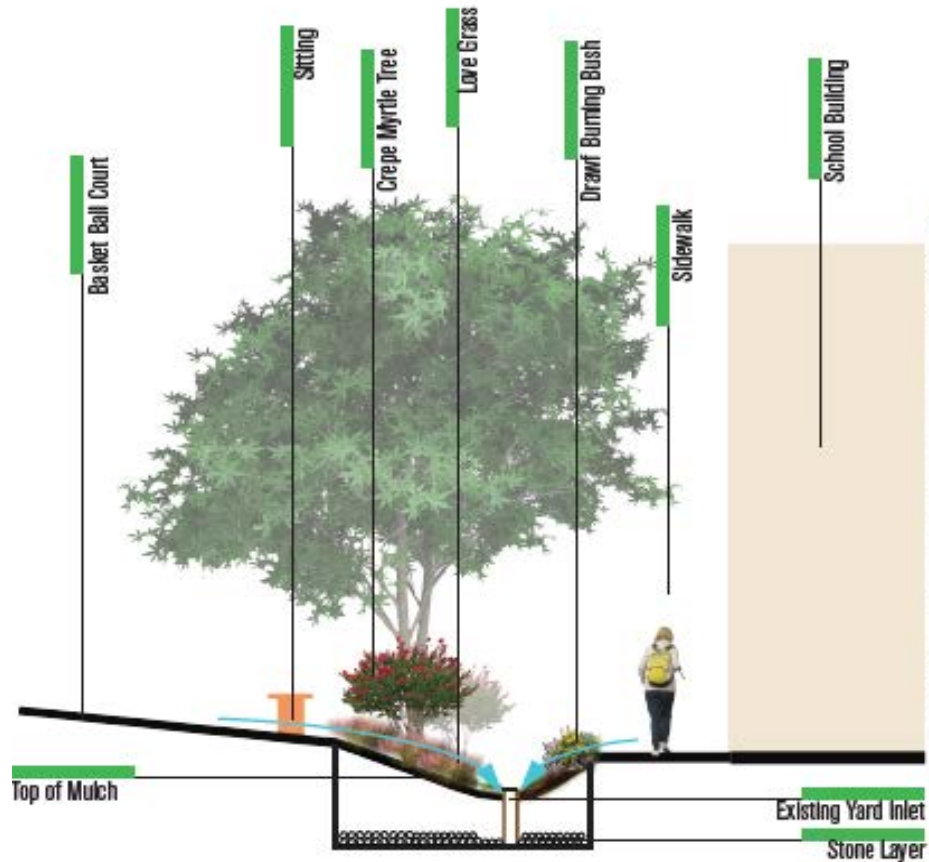 Basket Ball Court
Sitting
Crepe Myrtle Tree
Love Grass
Drawf Burning Bush
Sidewalk
School Building
Top of Mulch
Existing Yard Inlet
Stone Layer